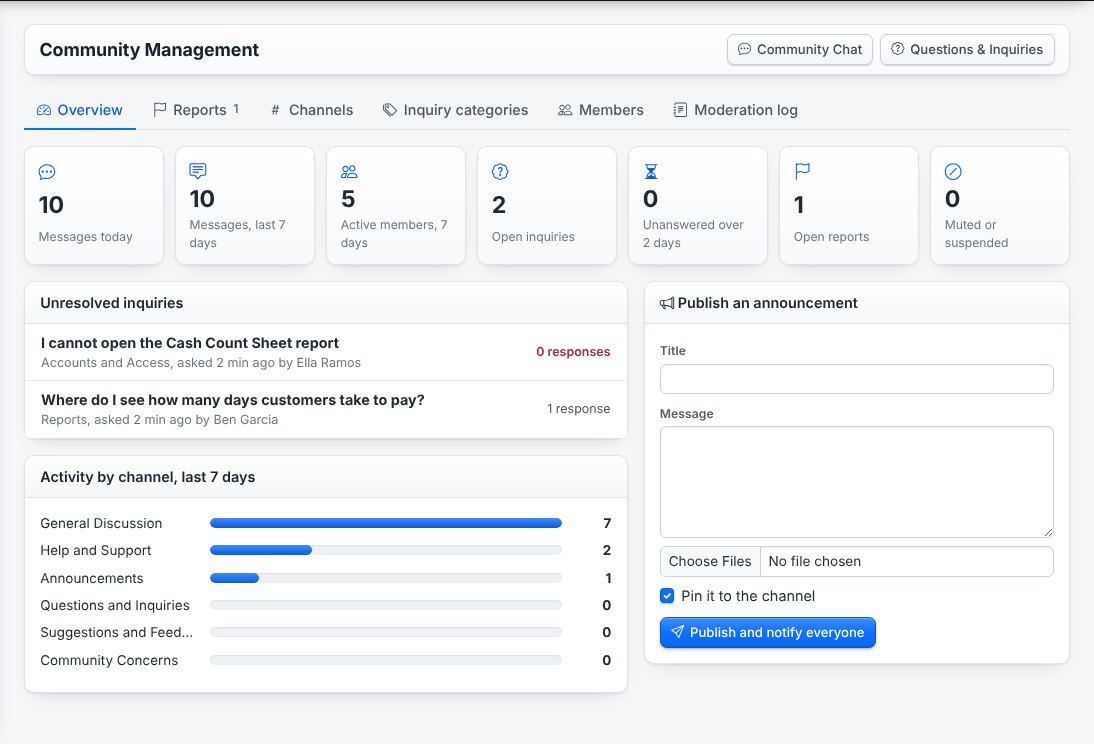 Community Management
Community Chat
Questions & Inquiries
Overview
Reports 1
# Channels
Inquiry categories
Members
Moderation log
10
Messages today
10
Messages, last 7
days
5
Active members, 7
days
2
Open inquiries
0
Unanswered over
2 days
1
Open reports
0
Muted or
suspended
Unresolved inquiries
I cannot open the Cash Count Sheet report
Accounts and Access, asked 2 min ago by Ella Ramos
0 responses
Where do I see how many days customers take to pay?
Reports, asked 2 min ago by Ben Garcia
1 response
Activity by channel, last 7 days
General Discussion 7
Help and Support 2
Announcements 1
Questions and Inquiries 0
Suggestions and Feed... 0
Community Concerns 0
Publish an announcement
Title
Message
Choose Files No file chosen
Pin it to the channel
Publish and notify everyone